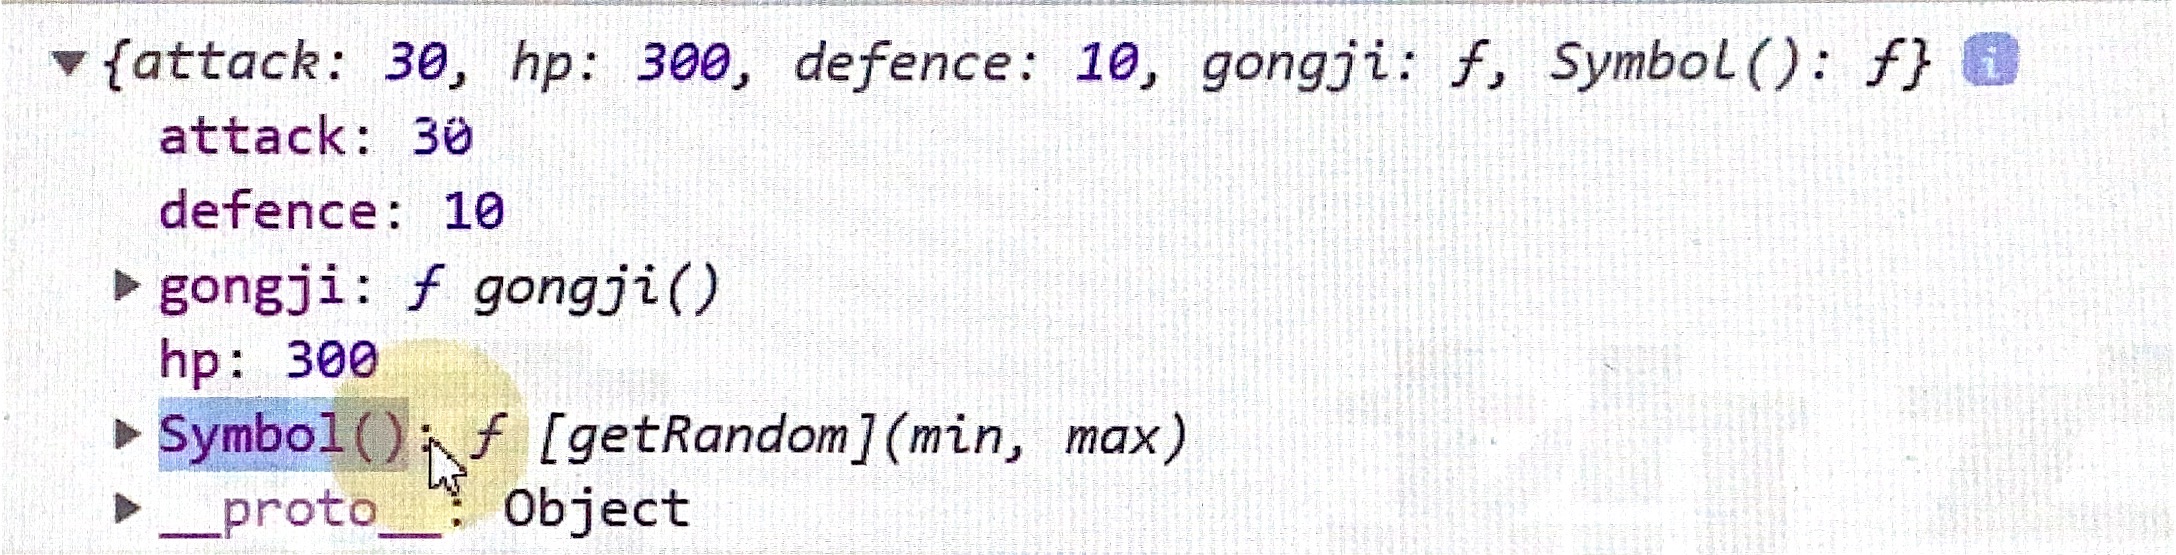 ▼ {attack: 30, hp: 300, defence: 10, gongji: ƒ, Symbol(): ƒ} i
attack: 30
defence: 10
▶ gongji: ƒ gongji()
hp: 300
▶ Symbol(): ƒ [getRandom](min, max)
▶ __proto__: Object